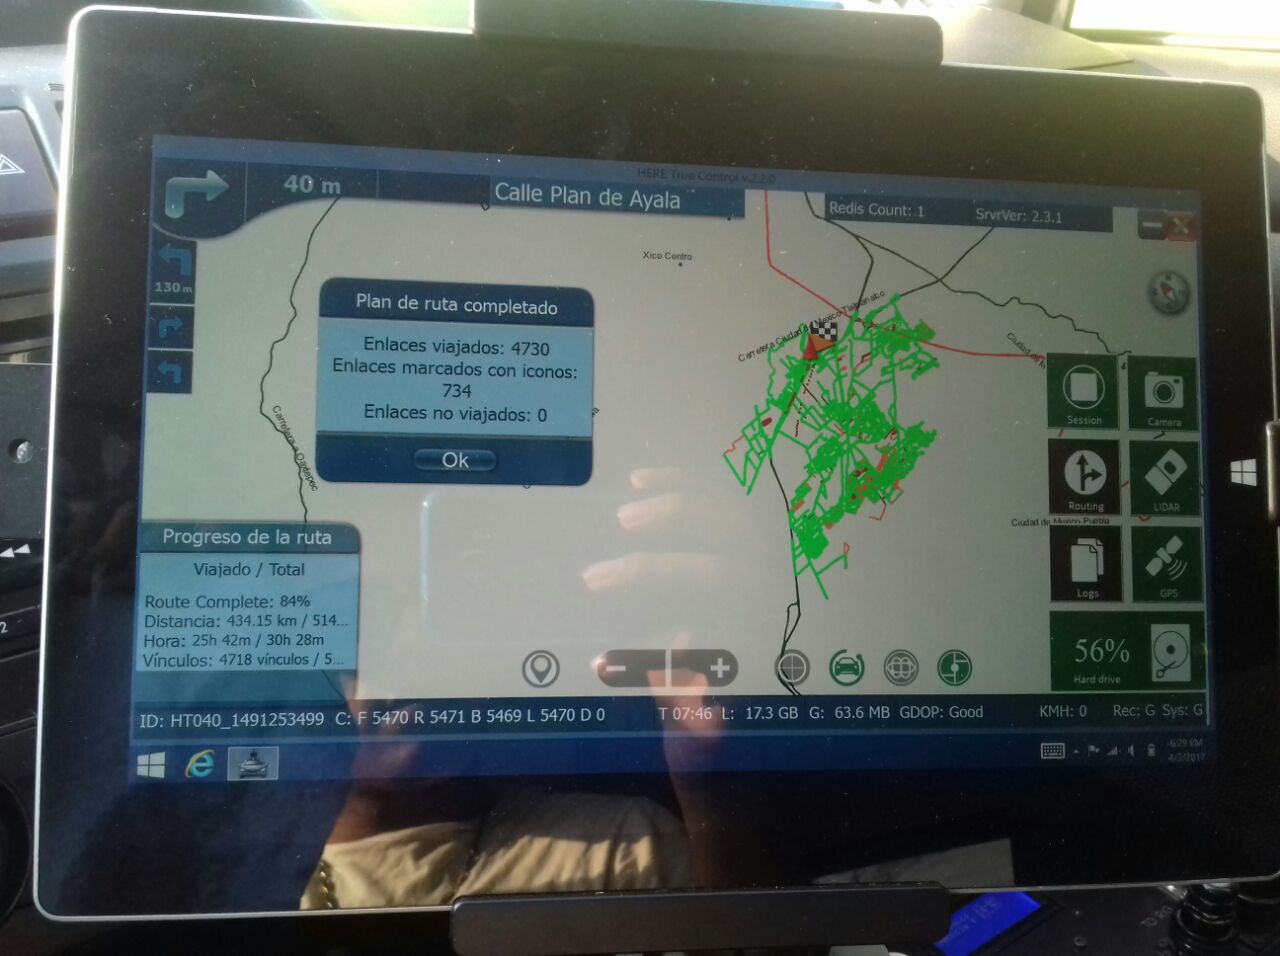 HERE True Control v.2.2.0
40 m
Calle Plan de Ayala
Redis Count: 1
SrvrVer: 2.3.1
130 m
Xico Centro
Plan de ruta completado
Enlaces viajados: 4730
Enlaces marcados con iconos:
734
Enlaces no viajados: 0
Ok
Carretera Ciudad de Mexico Tlalmanalco
Carretera a Oaxtepec
Session
Camera
Routing
LiDAR
Ciudad de Mexico Puebla
Logs
GPS
56%
Hard drive
Progreso de la ruta
Viajado / Total
Route Complete: 84%
Distancia: 434.15 km / 514...
Hora: 25h 42m / 30h 28m
Vínculos: 4718 vínculos / 5...
ID: HT040_1491253499 C: F 5470 R 5471 B 5469 L 5470 D 0
T 07:46 L: 17.3 GB G: 63.6 MB GDOP: Good
KMH: 0 Rec: G Sys: G
6:29 PM
4/3/2017